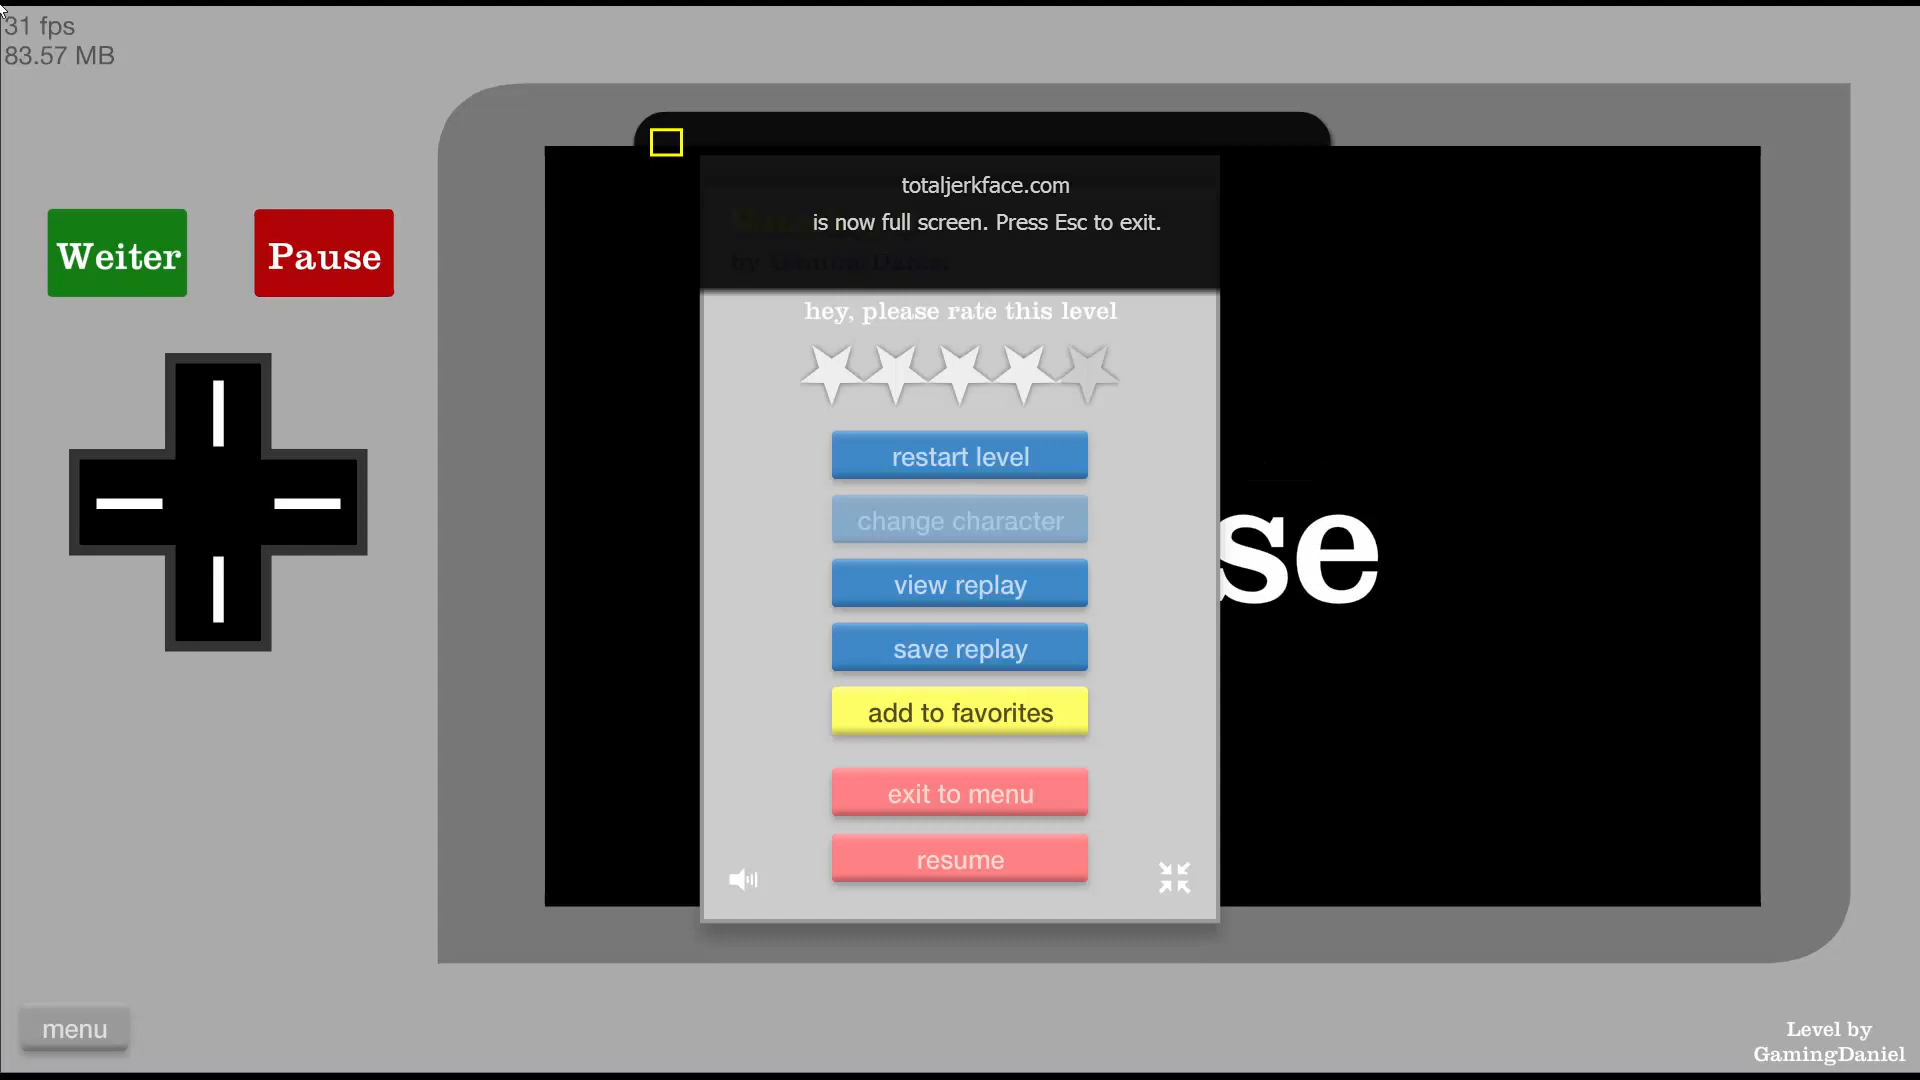 31 fps
83.57 MB
totaljerkface.com
is now full screen. Press Esc to exit.
by GamingDaniel
Weiter
Pause
hey, please rate this level
restart level
change character
view replay
se
save replay
add to favorites
exit to menu
resume
menu
Level by
GamingDaniel